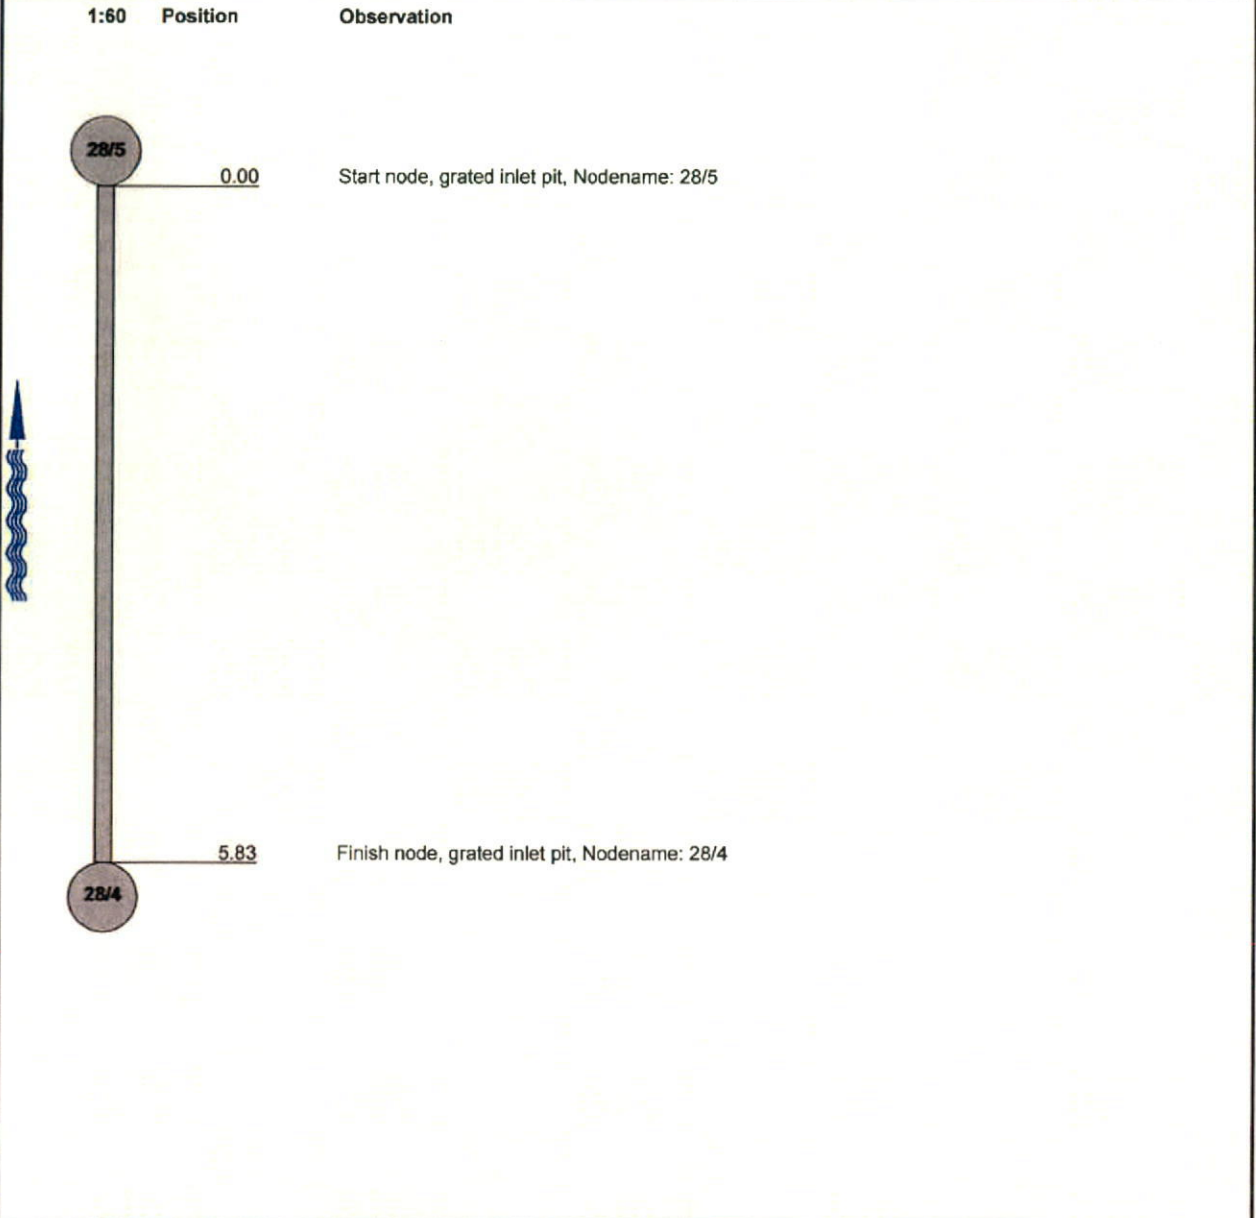 1:60 Position Observation
28/5
0.00 Start node, grated inlet pit, Nodename: 28/5
5.83 Finish node, grated inlet pit, Nodename: 28/4
28/4